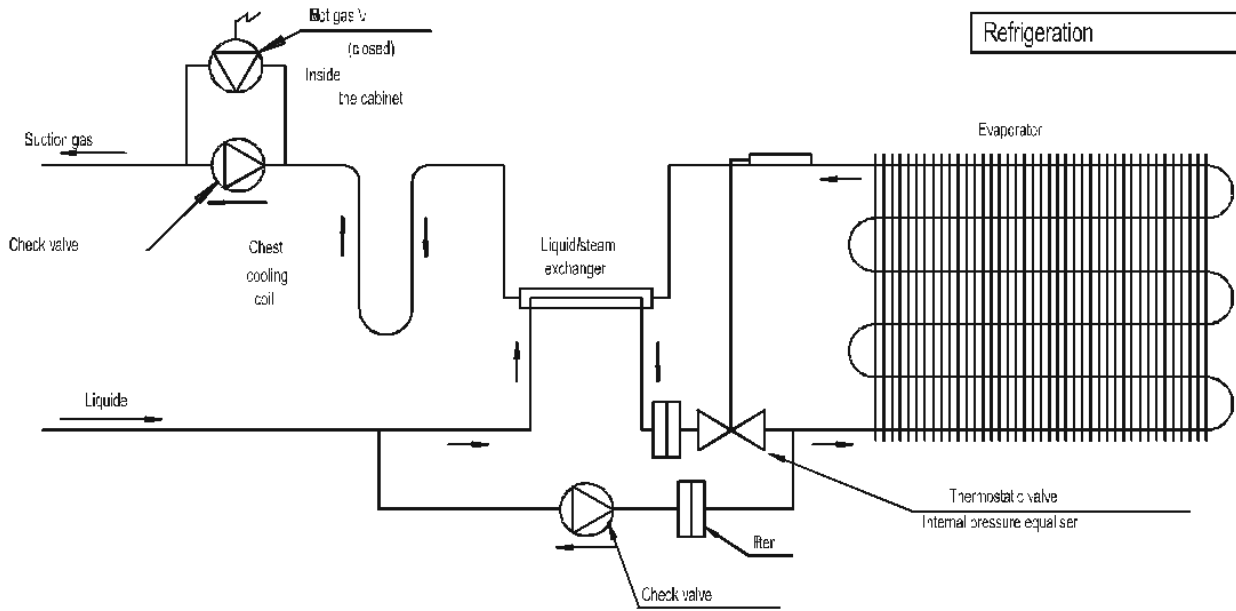 Refrigeration
Hot gas V
(closed)
Inside
the cabinet
Suction gas
Evaporator
Check valve
Chest
cooling
coil
Liquid/steam
exchanger
Liquide
Thermostatic valve
Internal pressure equaliser
Check valve